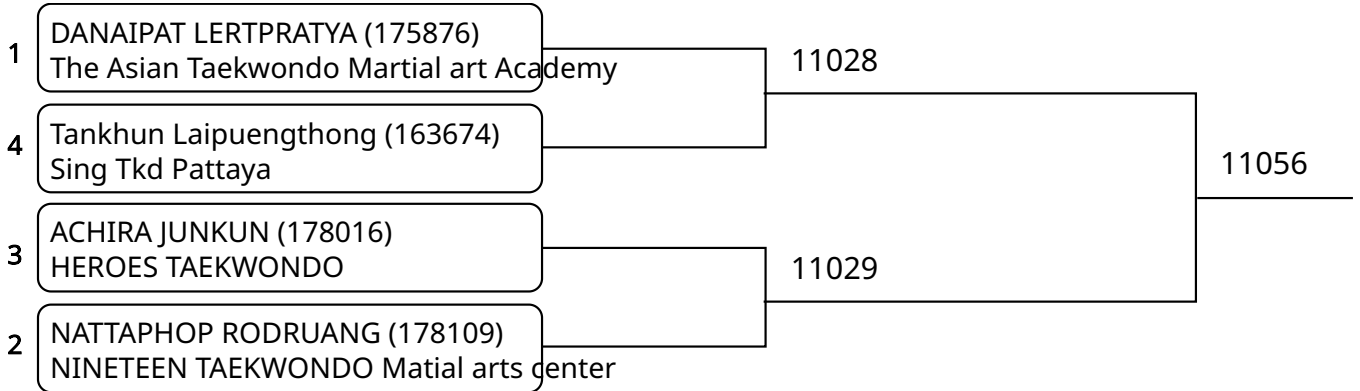 1
DANAIPAT LERTPRATYA (175876)
The Asian Taekwondo Martial art Academy
11028
4
Tankhun Laipuengthong (163674)
Sing Tkd Pattaya
11056
3
ACHIRA JUNKUN (178016)
HEROES TAEKWONDO
11029
2
NATTAPHOP RODRUANG (178109)
NINETEEN TAEKWONDO Matial arts center